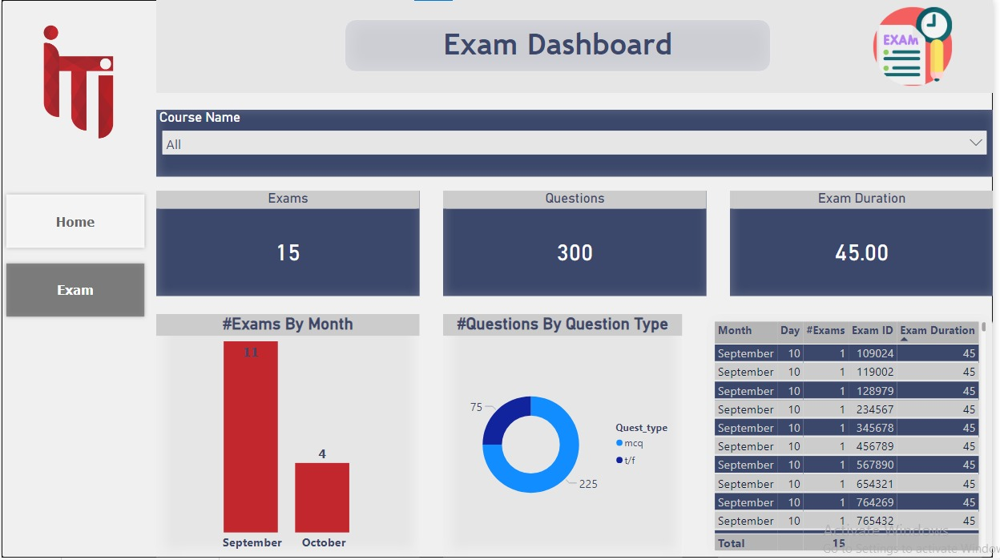 iTi
Exam Dashboard
EXAM
Course Name
All
Home
Exam
Exams
15
Questions
300
Exam Duration
45.00
#Exams By Month
11
4
September October
#Questions By Question Type
75
225
Quest_type
mcq
t/f
Month Day #Exams Exam ID Exam Duration
September 10 1 109024 45
September 10 1 119002 45
September 10 1 128979 45
September 10 1 234567 45
September 10 1 345678 45
September 10 1 456789 45
September 10 1 567890 45
September 10 1 654321 45
September 10 1 764269 45
September 10 1 765432 45
Total 15
Activate Windows
Go to Settings to activate Window